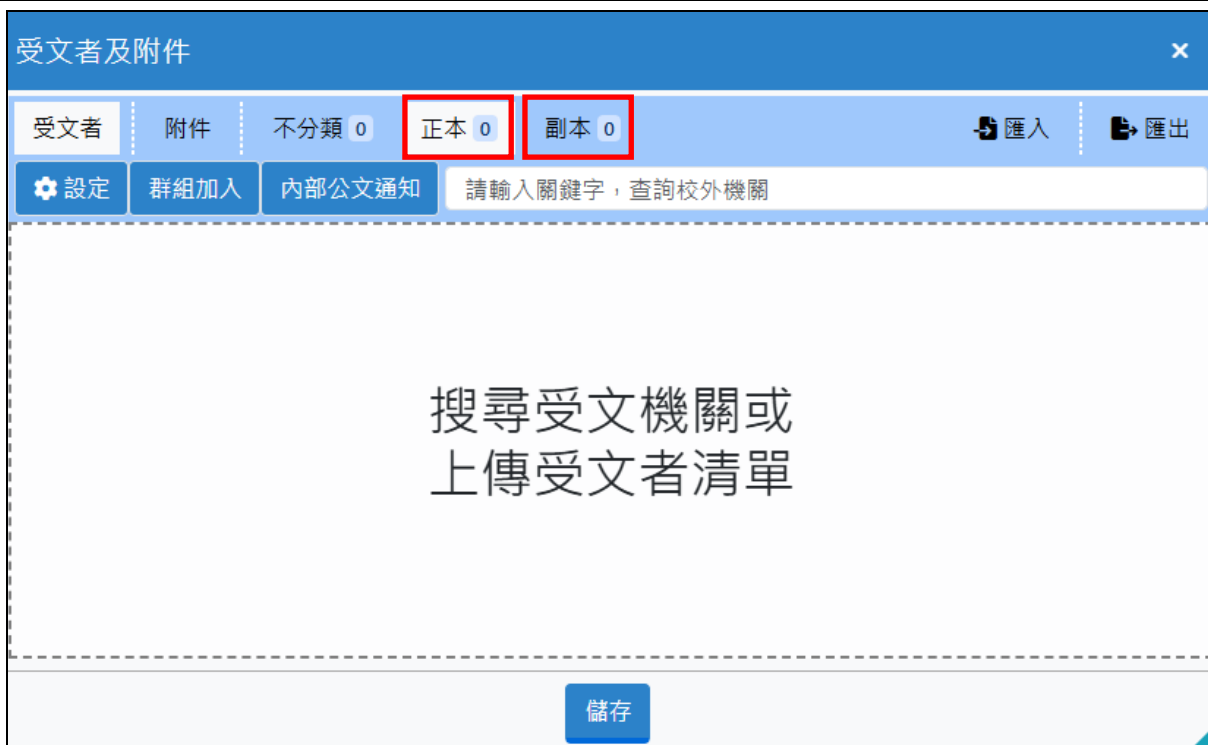 受文者及附件 ×
受文者 附件 不分類 0 正本 0 副本 0 匯入 匯出
設定 群組加入 內部公文通知 請輸入關鍵字，查詢校外機關
搜尋受文機關或
上傳受文者清單
儲存